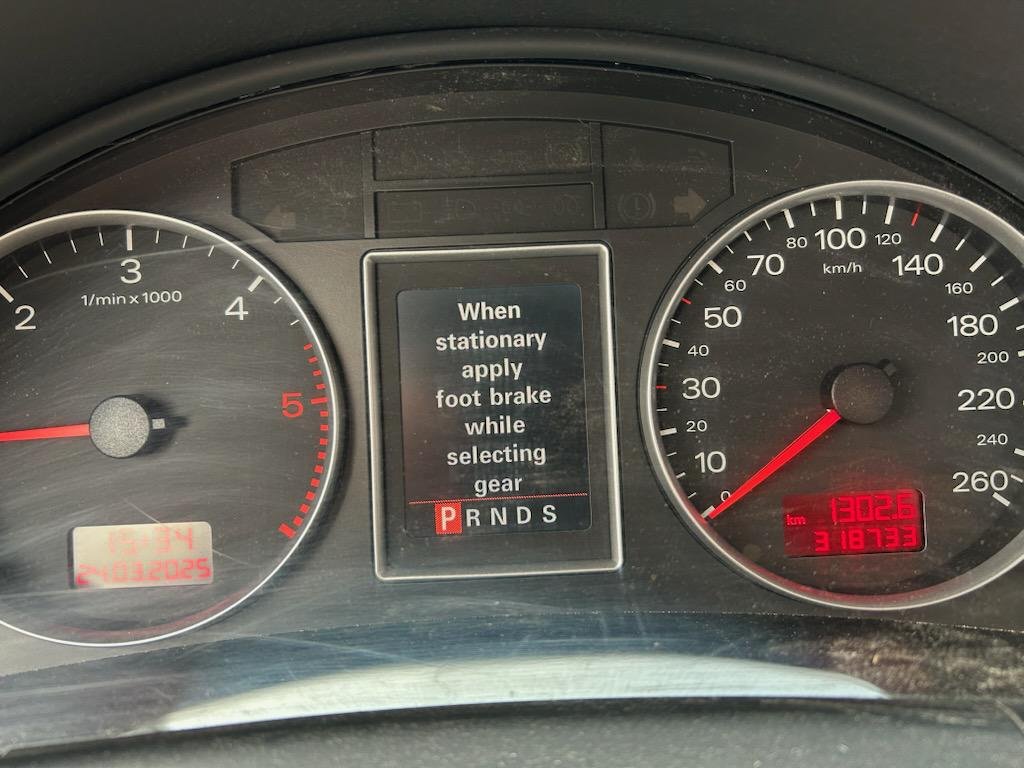 2
3
4
5
1/min x 1000
15:34
24.03.2025
When
stationary
apply
foot brake
while
selecting
gear
P R N D S
0
10
20
30
40
50
60
70
80
100
120
140
160
180
200
220
240
260
km/h
km 1302.6
318733